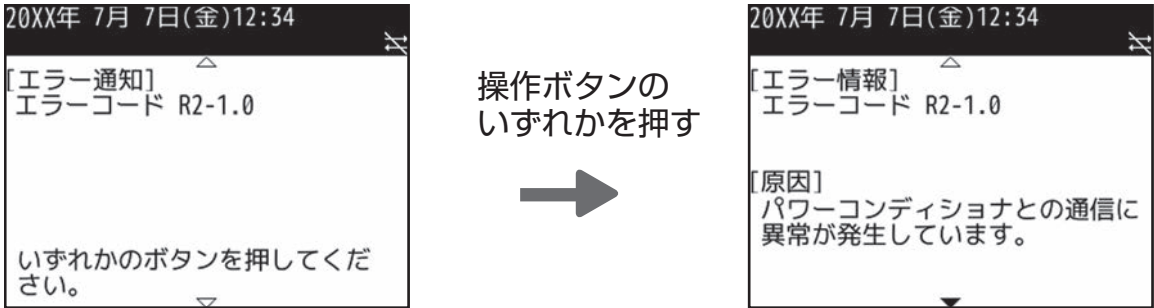 20XX年 7月 7日(金)12:34
[エラー通知]
エラーコード R2-1.0
いずれかのボタンを押してくだ
さい。
操作ボタンの
いずれかを押す
20XX年 7月 7日(金)12:34
[エラー情報]
エラーコード R2-1.0
[原因]
パワーコンディショナとの通信に
異常が発生しています。